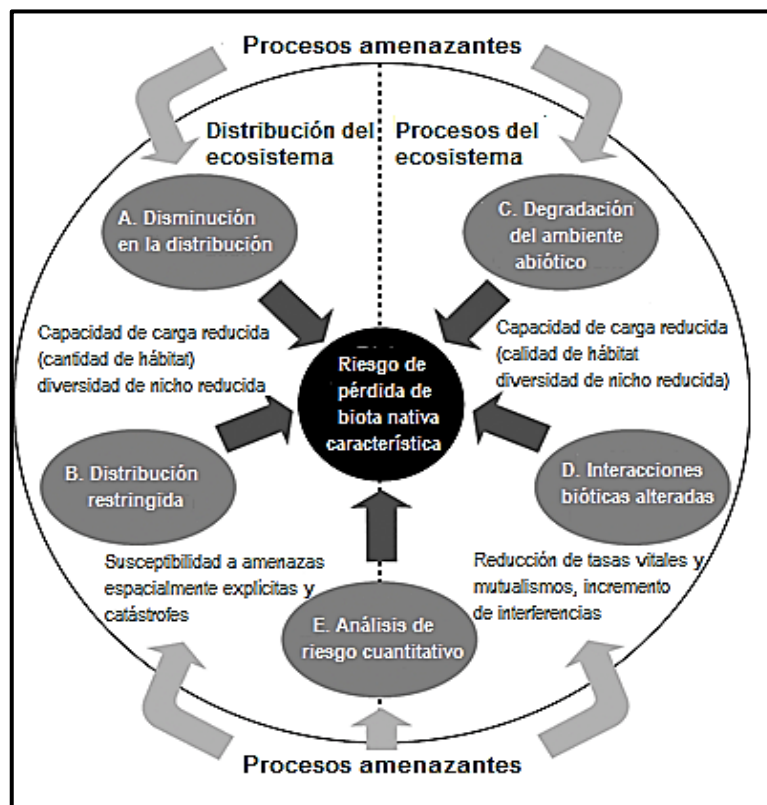 Procesos amenazantes
Distribución del
ecosistema
Procesos del
ecosistema
A. Disminución
en la distribución
C. Degradación
del ambiente
abiótico
Capacidad de carga reducida
(cantidad de hábitat)
diversidad de nicho reducida
Capacidad de carga reducida
(calidad de hábitat
diversidad de nicho reducida)
Riesgo de
pérdida de
biota nativa
característica
B. Distribución
restringida
D. Interacciones
bióticas alteradas
Susceptibilidad a amenazas
espacialmente explícitas y
catástrofes
Reducción de tasas vitales y
mutualismos, incremento
de interferencias
E. Análisis de
riesgo cuantitativo
Procesos amenazantes